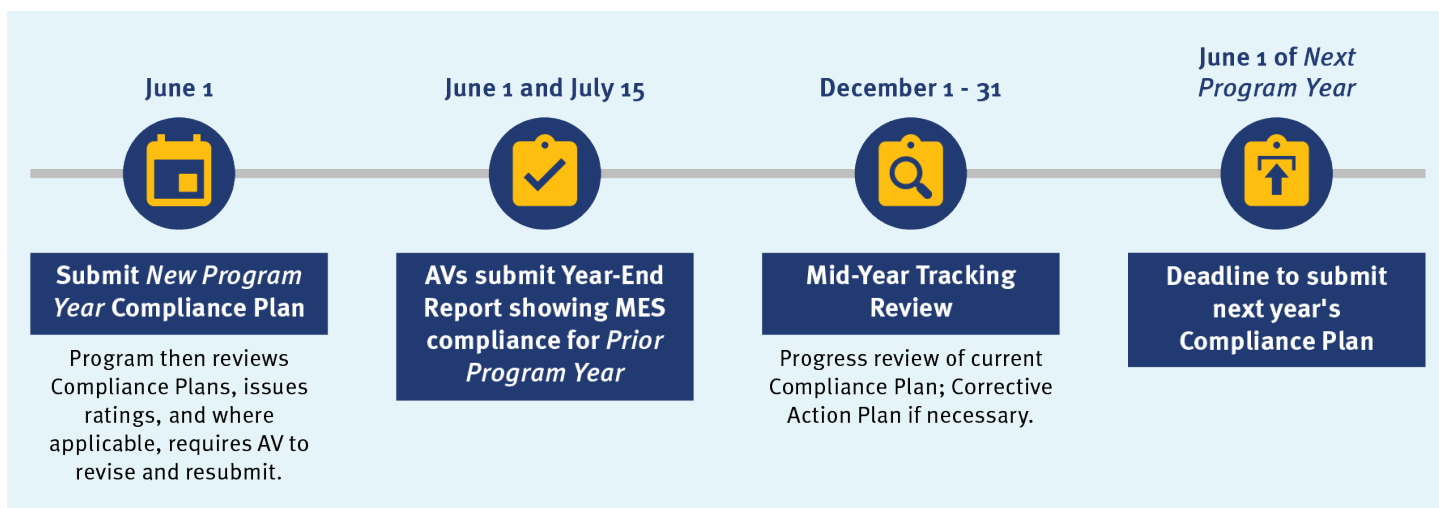 June 1
Submit New Program
Year Compliance Plan
Program then reviews
Compliance Plans, issues
ratings, and where
applicable, requires AV to
revise and resubmit.
June 1 and July 15
AVs submit Year-End
Report showing MES
compliance for Prior
Program Year
December 1 - 31
Mid-Year Tracking
Review
Progress review of current
Compliance Plan; Corrective
Action Plan if necessary.
June 1 of Next
Program Year
Deadline to submit
next year's
Compliance Plan